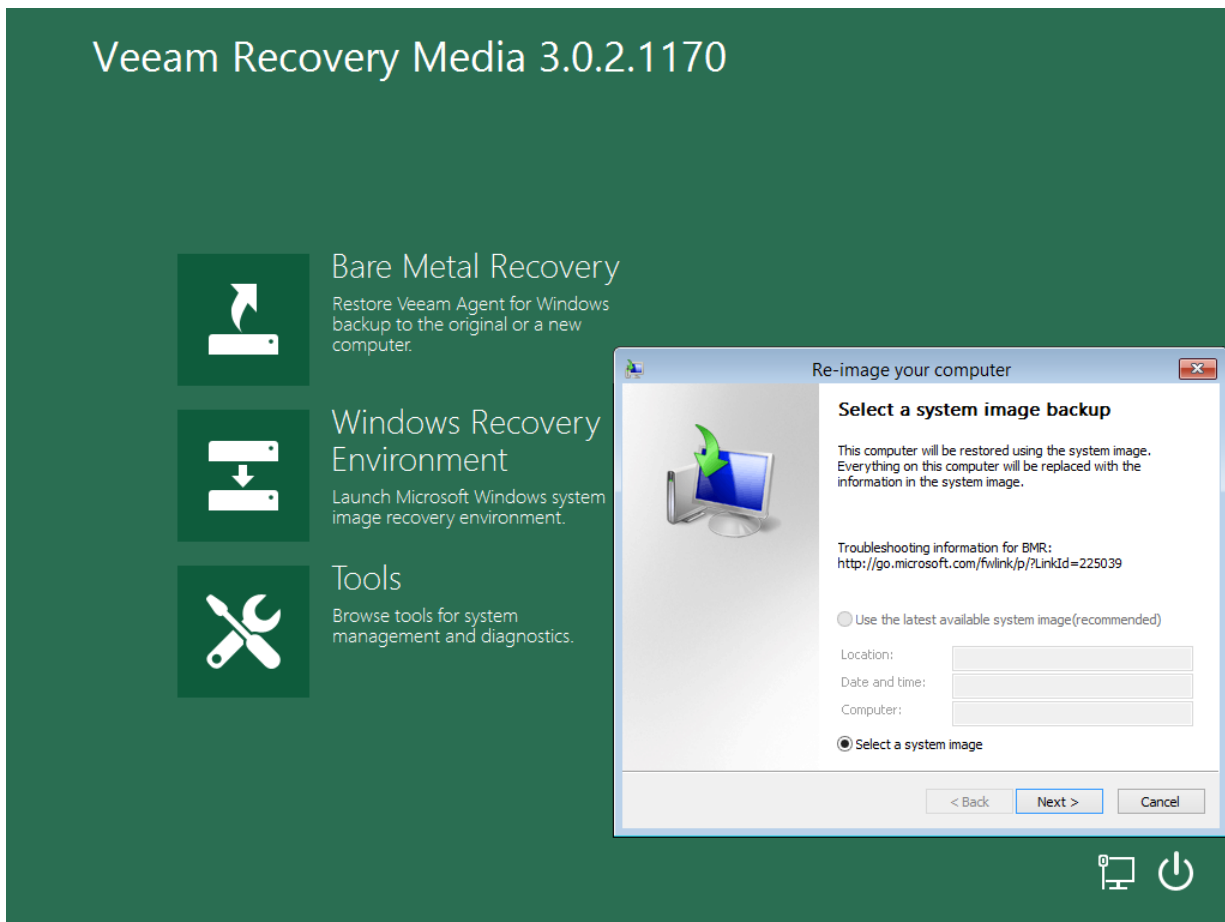 Veeam Recovery Media 3.0.2.1170
Bare Metal Recovery
Restore Veeam Agent for Windows
backup to the original or a new
computer.
Windows Recovery
Environment
Launch Microsoft Windows system
image recovery environment.
Tools
Browse tools for system
management and diagnostics.
Re-image your computer
Select a system image backup
This computer will be restored using the system image.
Everything on this computer will be replaced with the
information in the system image.
Troubleshooting information for BMR:
http://go.microsoft.com/fwlink/p/?LinkId=225039
Use the latest available system image(recommended)
Location:
Date and time:
Computer:
Select a system image
< Back
Next >
Cancel